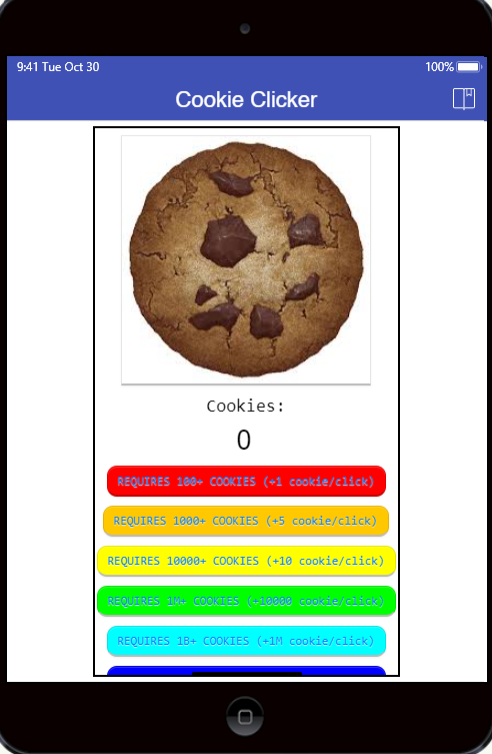 9:41 Tue Oct 30
100%
Cookie Clicker
Cookies:
0
REQUIRES 100+ COOKIES (+1 cookie/click)
REQUIRES 1000+ COOKIES (+5 cookie/click)
REQUIRES 10000+ COOKIES (+10 cookie/click)
REQUIRES 1M+ COOKIES (+10000 cookie/click)
REQUIRES 1B+ COOKIES (+1M cookie/click)